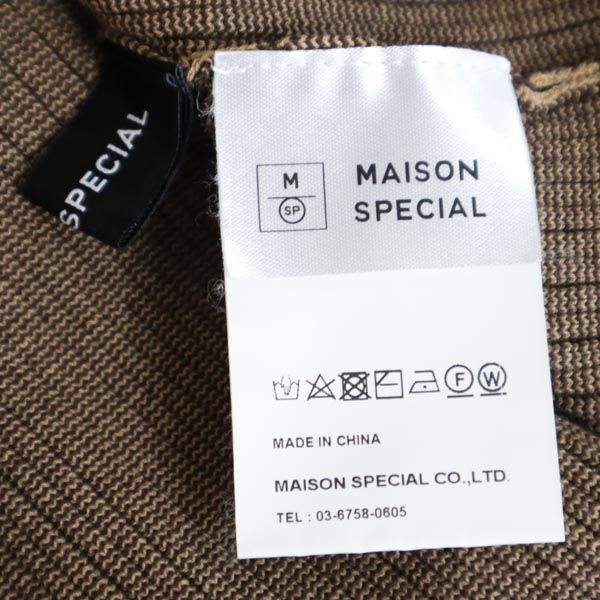 SPECIAL
M
SP
MAISON
SPECIAL
F W
MADE IN CHINA
MAISON SPECIAL CO.,LTD.
TEL : 03-6758-0605